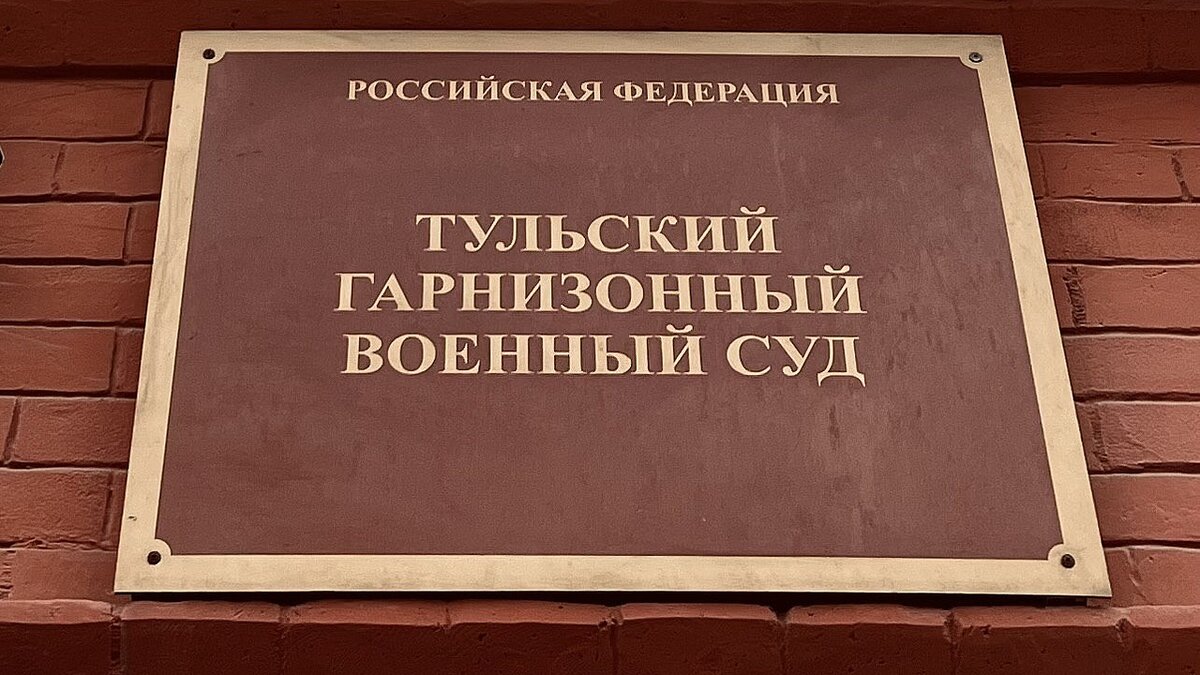 РОССИЙСКАЯ ФЕДЕРАЦИЯ
ТУЛЬСКИЙ
ГАРНИЗОННЫЙ
ВОЕННЫЙ СУД